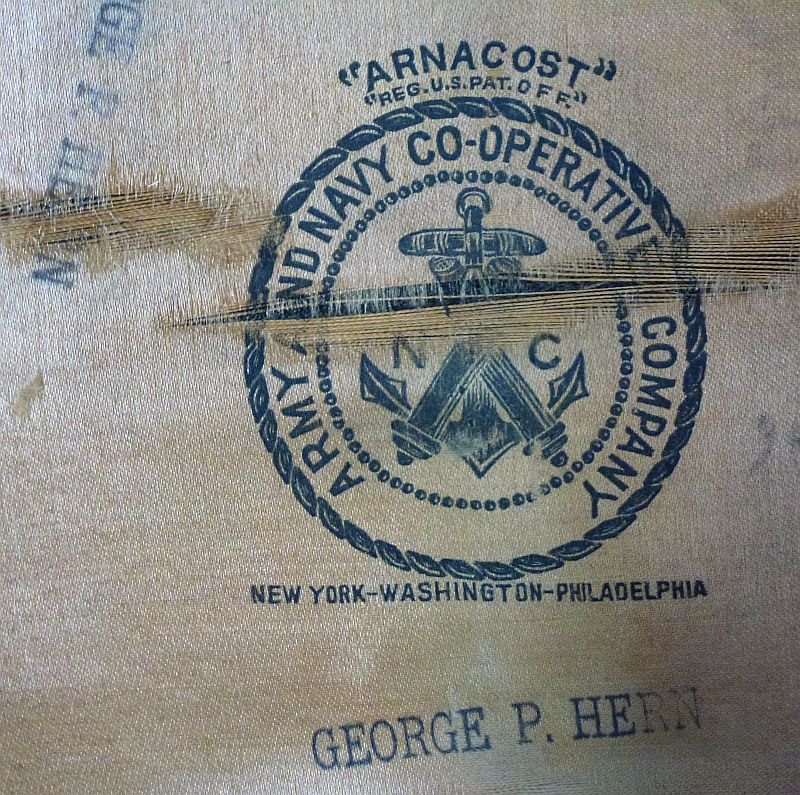 "ARNACOST"
"REG. U.S. PAT. OFF."
ARMY AND NAVY CO-OPERATIVE COMPANY
C
NEW YORK-WASHINGTON-PHILADELPHIA
GEORGE P. HERN